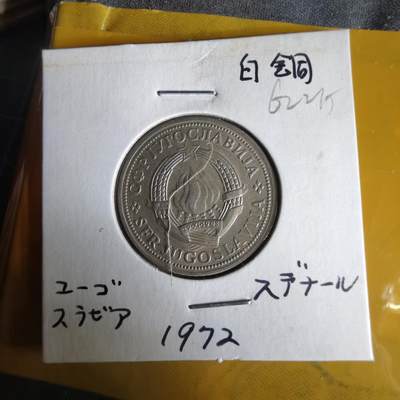 白銅
СФР ЈУГОСЛАВИЈА
SFR JUGOSLAVIJA
ユーゴ
スラビア
5デナール
1972